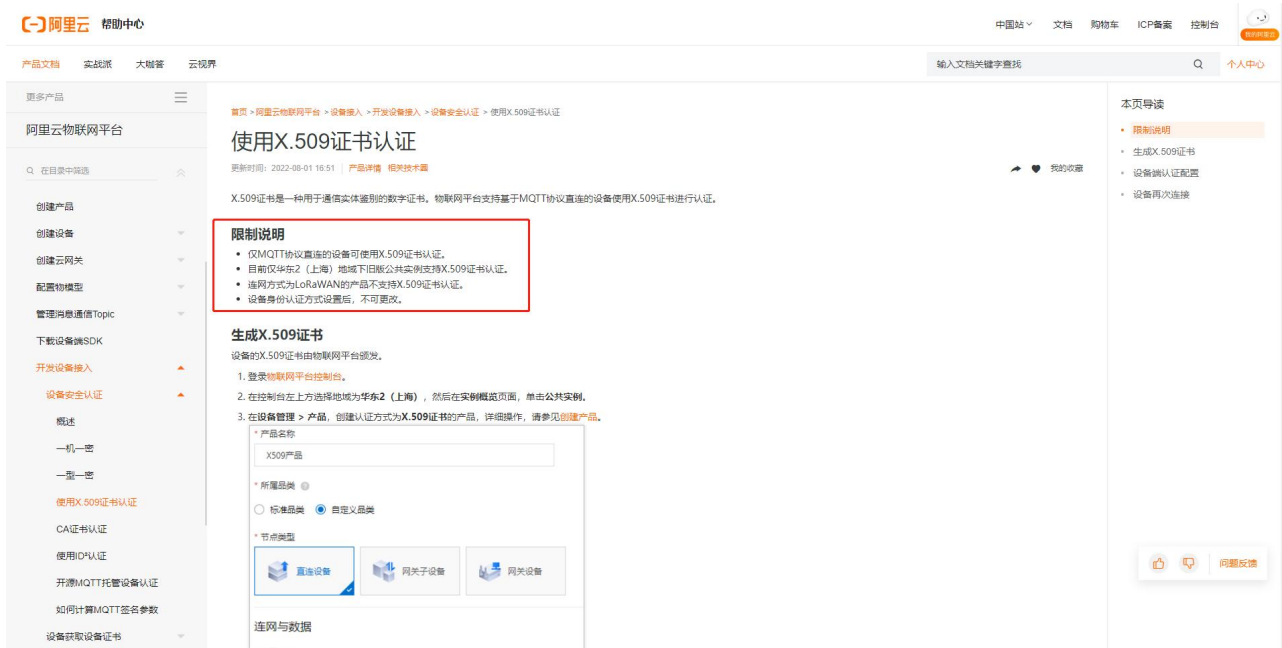 阿里云 帮助中心
中国站 文档 购物车 ICP备案 控制台
我的阿里云
产品文档 实战派 大咖答 云视界
输入文档关键字查找
个人中心
更多产品
阿里云物联网平台
在目录中筛选
创建产品
创建设备
创建云网关
配置物模型
管理消息通信Topic
下载设备端SDK
开发设备接入
设备安全认证
概述
一机一密
一型一密
使用X.509证书认证
CA证书认证
使用ID²认证
开源MQTT托管设备认证
如何计算MQTT签名参数
设备获取设备证书
首页 > 阿里云物联网平台 > 设备接入 > 开发设备接入 > 设备安全认证 > 使用X.509证书认证
使用X.509证书认证
更新时间：2022-08-01 16:51 产品详情 相关技术圈
我的收藏
X.509证书是一种用于通信实体鉴别的数字证书。物联网平台支持基于MQTT协议直连的设备使用X.509证书进行认证。
限制说明
仅MQTT协议直连的设备可使用X.509证书认证。
目前仅华东2（上海）地域下旧版公共实例支持X.509证书认证。
连网方式为LoRaWAN的产品不支持X.509证书认证。
设备身份认证方式设置后，不可更改。
生成X.509证书
设备的X.509证书由物联网平台颁发。
1. 登录物联网平台控制台。
2. 在控制台左上方选择地域为华东2（上海），然后在实例概览页面，单击公共实例。
3. 在设备管理 > 产品，创建认证方式为X.509证书的产品，详细操作，请参见创建产品。
* 产品名称
X509产品
* 所属品类
标准品类 自定义品类
* 节点类型
直连设备 网关子设备 网关设备
连网与数据
本页导读
限制说明
生成X.509证书
设备端认证配置
设备再次连接
问题反馈